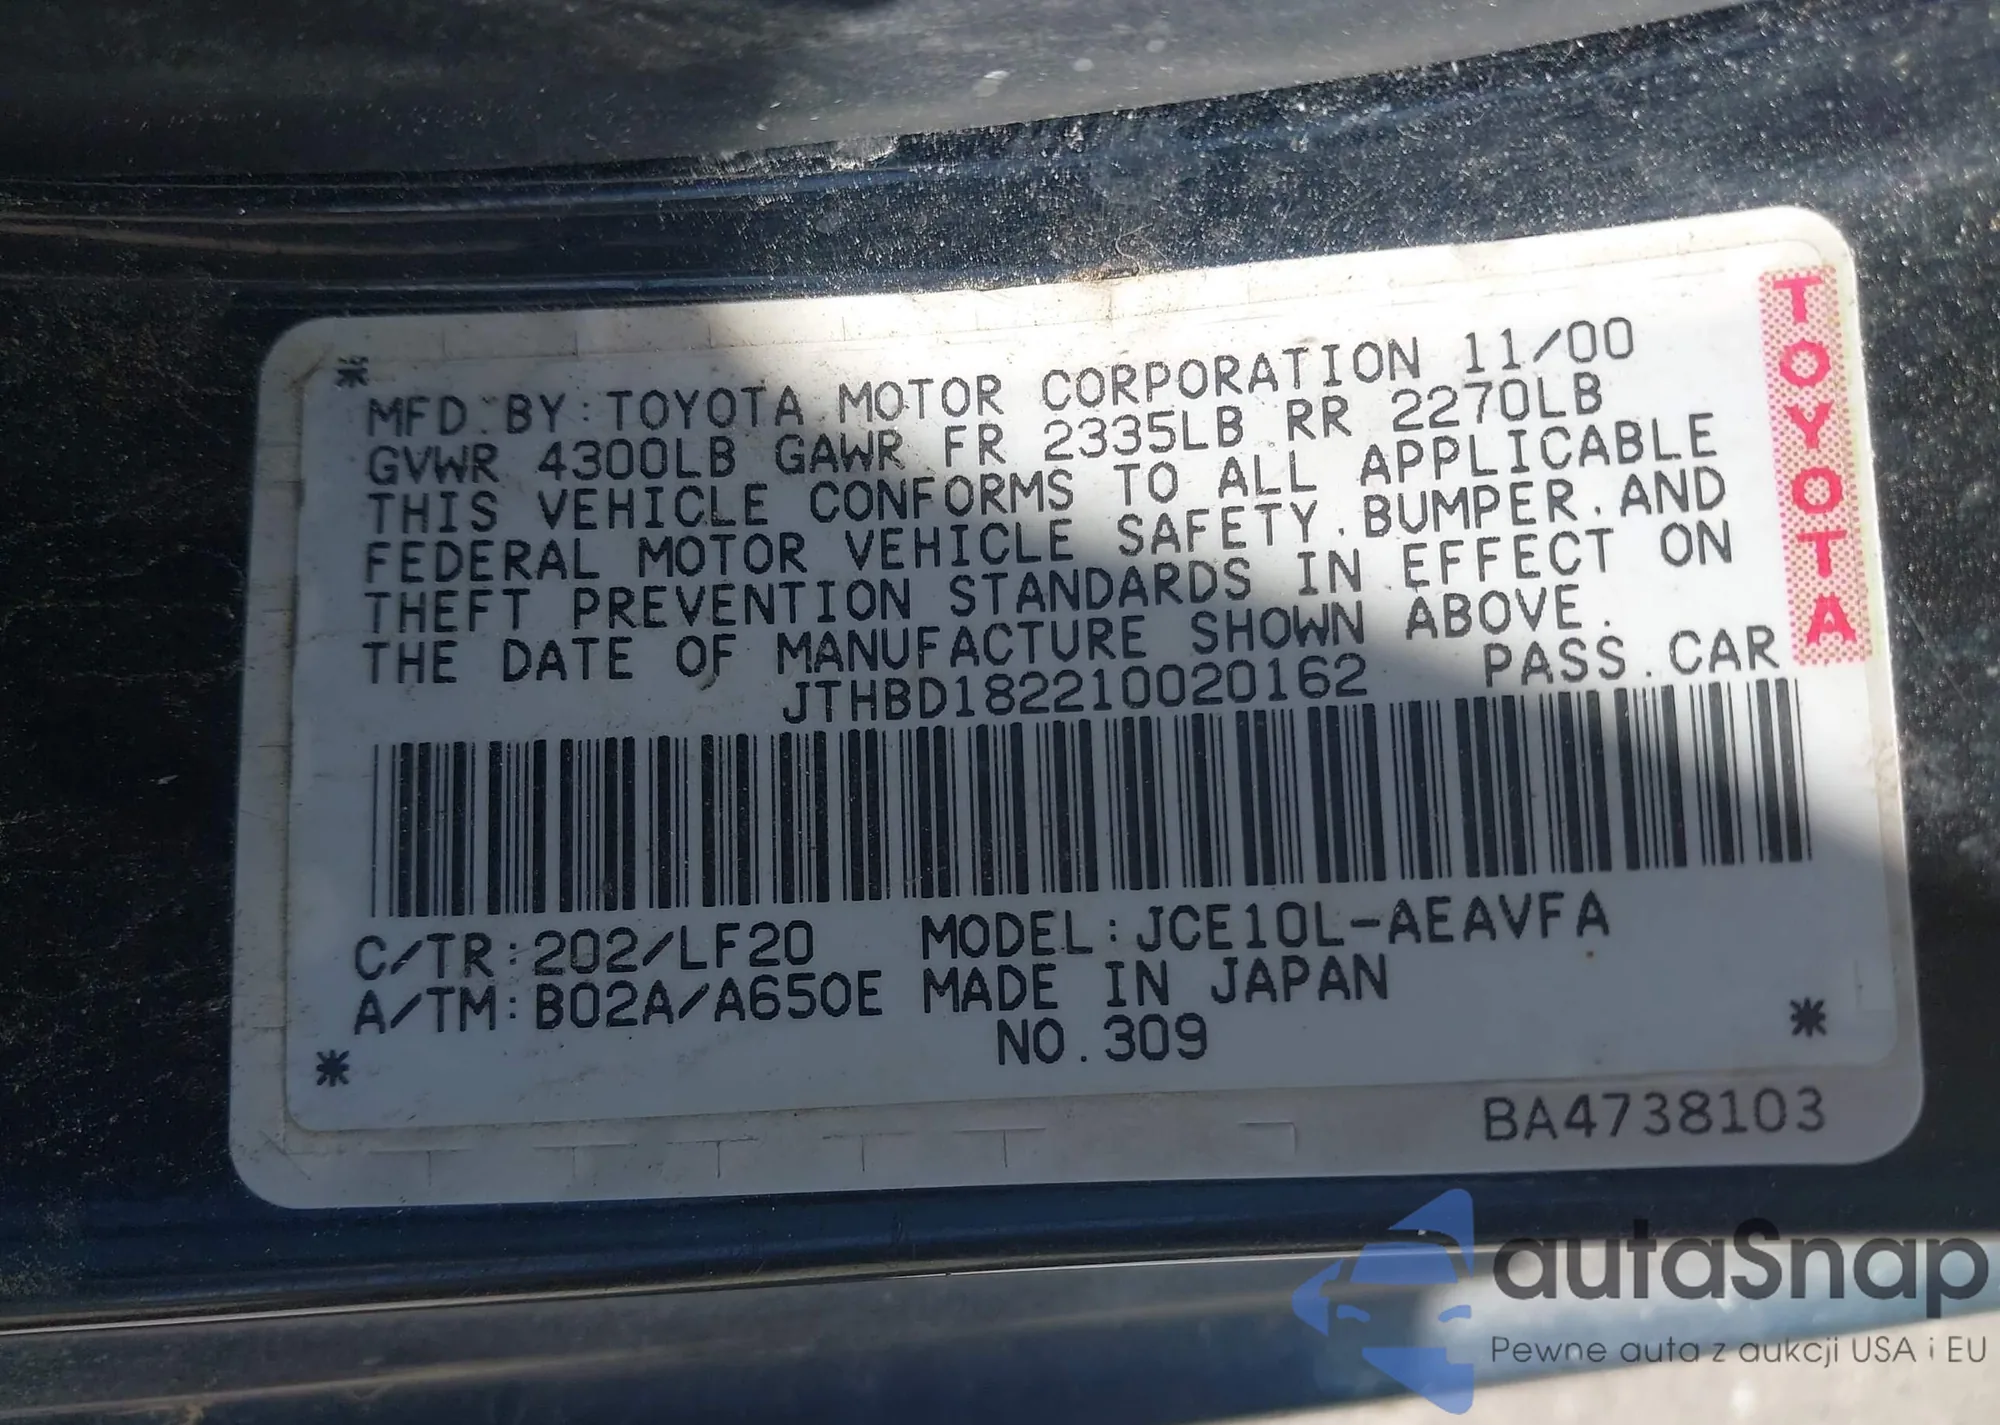 MFD. BY: TOYOTA MOTOR CORPORATION 11/00
GVWR 4300LB GAWR FR 2335LB RR 2270LB
THIS VEHICLE CONFORMS TO ALL APPLICABLE
FEDERAL MOTOR VEHICLE SAFETY. BUMPER. AND
THEFT PREVENTION STANDARDS IN EFFECT ON
THE DATE OF MANUFACTURE SHOWN ABOVE.
JTHBD182210020162 PASS. CAR
C/TR: 202/LF20 MODEL: JCE10L-AEAVFA
A/TM: B02A/A650E MADE IN JAPAN
NO. 309
BA4738103
TOYOTA
autaSnap
Pewne auta z aukcji USA i EU